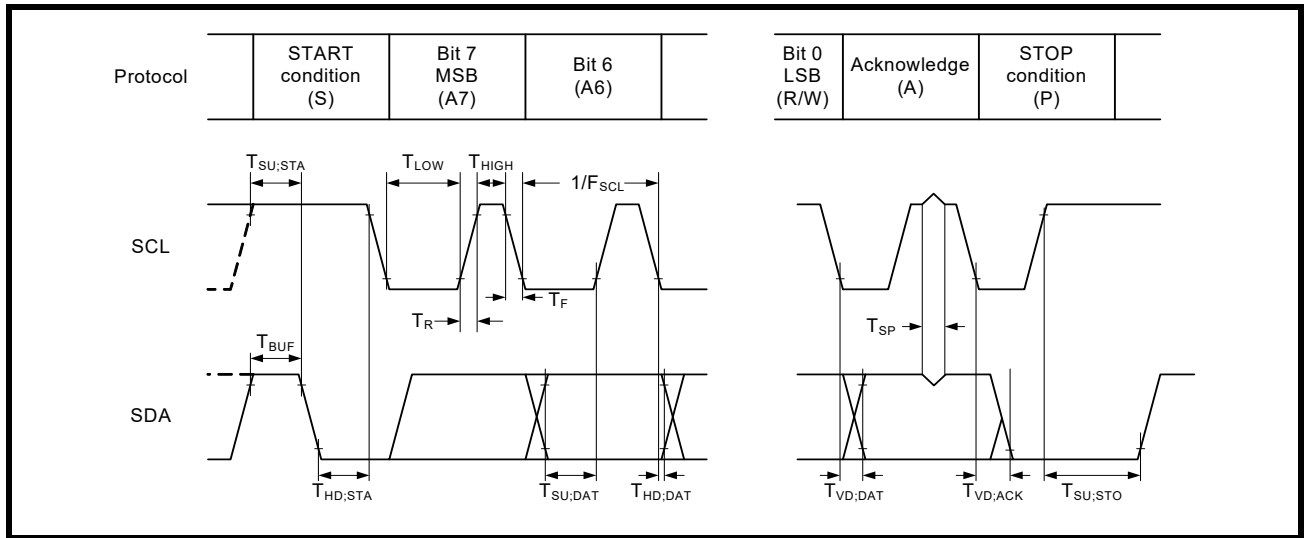 Protocol
START
condition
(S)
Bit 7
MSB
(A7)
Bit 6
(A6)
Bit 0
LSB
(R/W)
Acknowledge
(A)
STOP
condition
(P)
TSU;STA
TLOW
THIGH
1/FSCL
SCL
TF
TR
TSP
TBUF
SDA
THD;STA
TSU;DAT
THD;DAT
TVD;DAT
TVD;ACK
TSU;STO